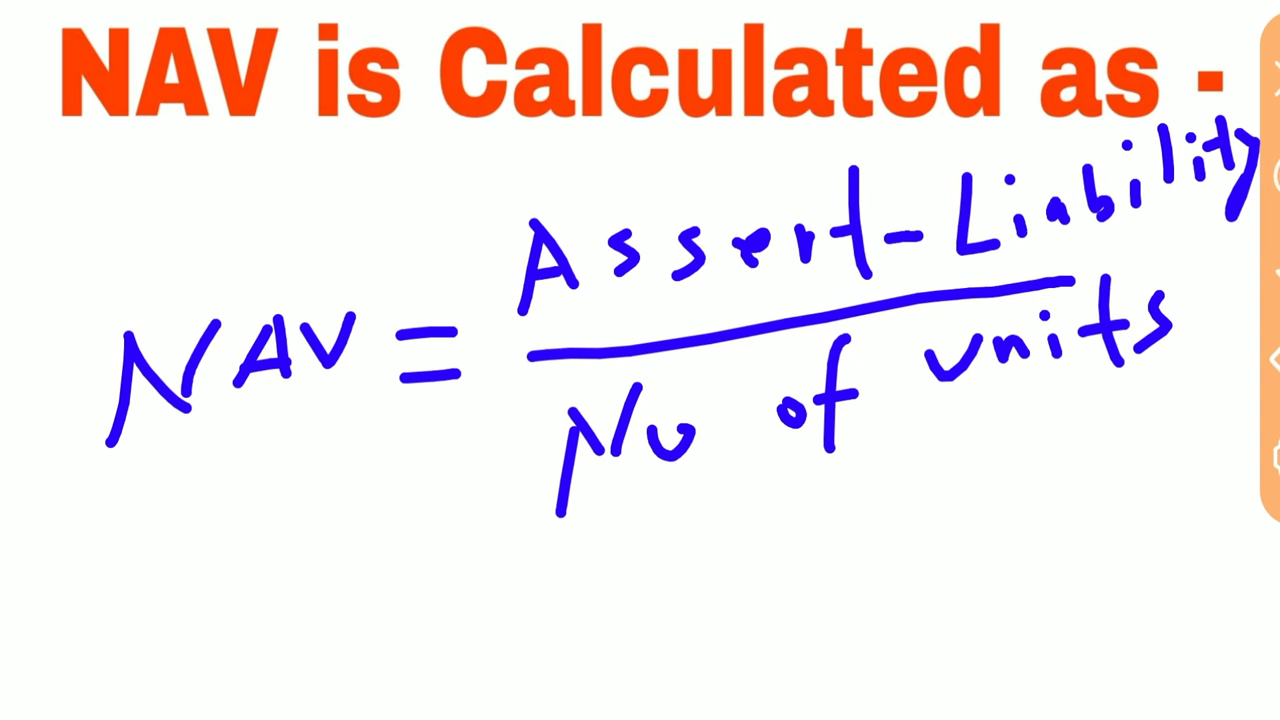 NAV is Calculated as -
Assert-Liability
NAV =
No of units